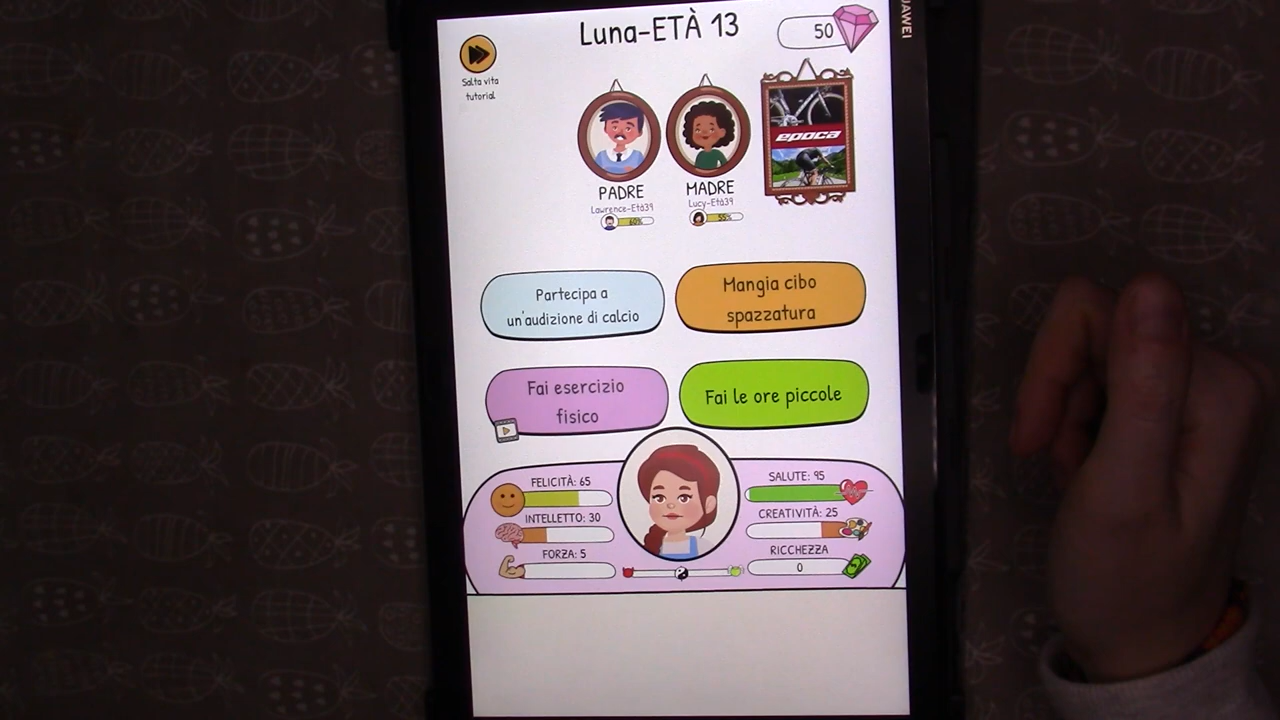 Luna-ETÀ 13
50
Salta vita
tutorial
epoca
PADRE
Lawrence-Età39
60%
MADRE
Lucy-Età39
55%
Partecipa a
un'audizione di calcio
Mangia cibo
spazzatura
Fai esercizio
fisico
Fai le ore piccole
FELICITÀ: 65
SALUTE: 95
INTELLETTO: 30
CREATIVITÀ: 25
FORZA: 5
RICCHEZZA
0